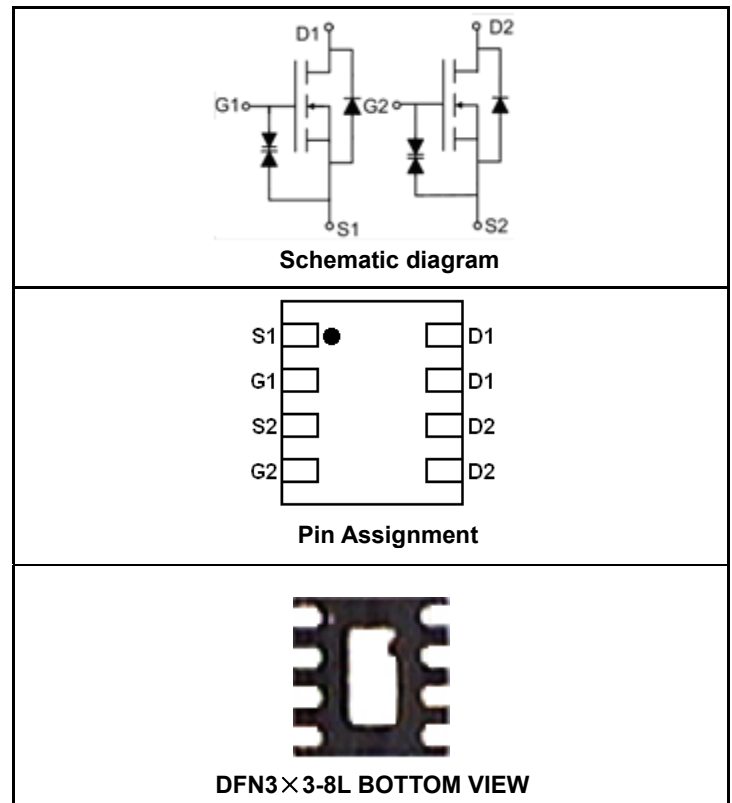 D1 D2
G1 G2
S1 S2
Schematic diagram
S1 D1
G1 D1
S2 D2
G2 D2
Pin Assignment
DFN3×3-8L BOTTOM VIEW